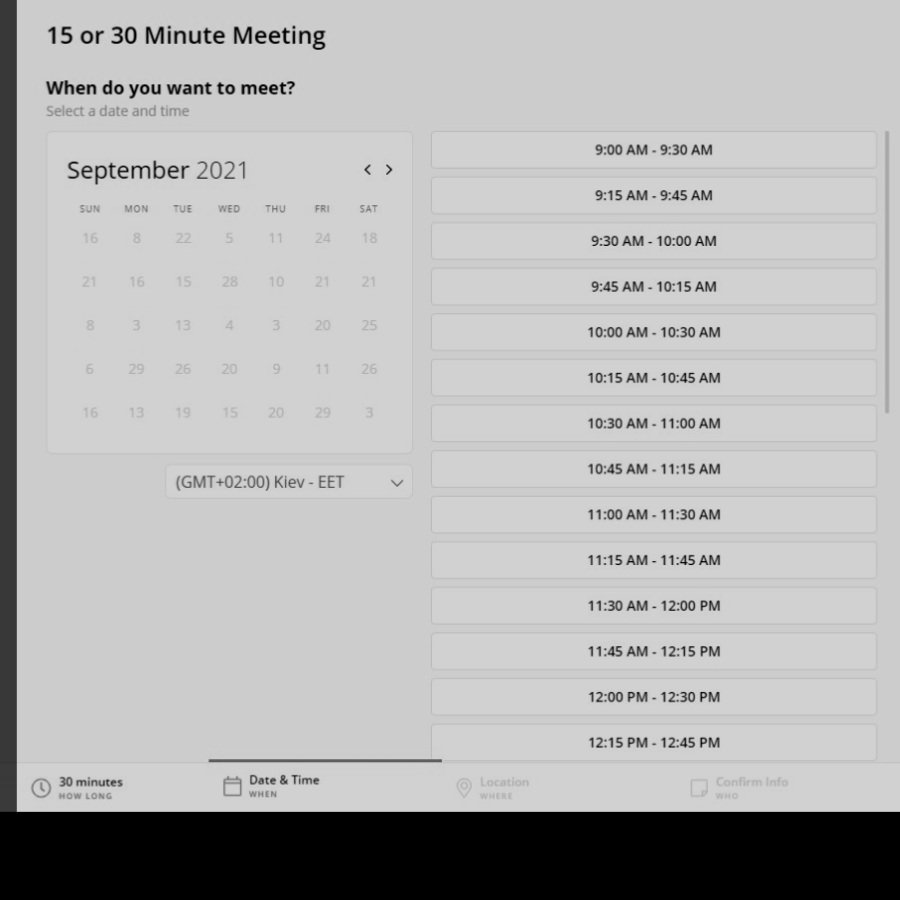 15 or 30 Minute Meeting
When do you want to meet?
Select a date and time
September 2021
SUN MON TUE WED THU FRI SAT
16 8 22 5 11 24 18
21 16 15 28 10 21 21
8 3 13 4 3 20 25
6 29 26 20 9 11 26
16 13 19 15 20 29 3
(GMT+02:00) Kiev - EET
9:00 AM - 9:30 AM
9:15 AM - 9:45 AM
9:30 AM - 10:00 AM
9:45 AM - 10:15 AM
10:00 AM - 10:30 AM
10:15 AM - 10:45 AM
10:30 AM - 11:00 AM
10:45 AM - 11:15 AM
11:00 AM - 11:30 AM
11:15 AM - 11:45 AM
11:30 AM - 12:00 PM
11:45 AM - 12:15 PM
12:00 PM - 12:30 PM
12:15 PM - 12:45 PM
30 minutes
HOW LONG
Date & Time
WHEN
Location
WHERE
Confirm Info
WHO